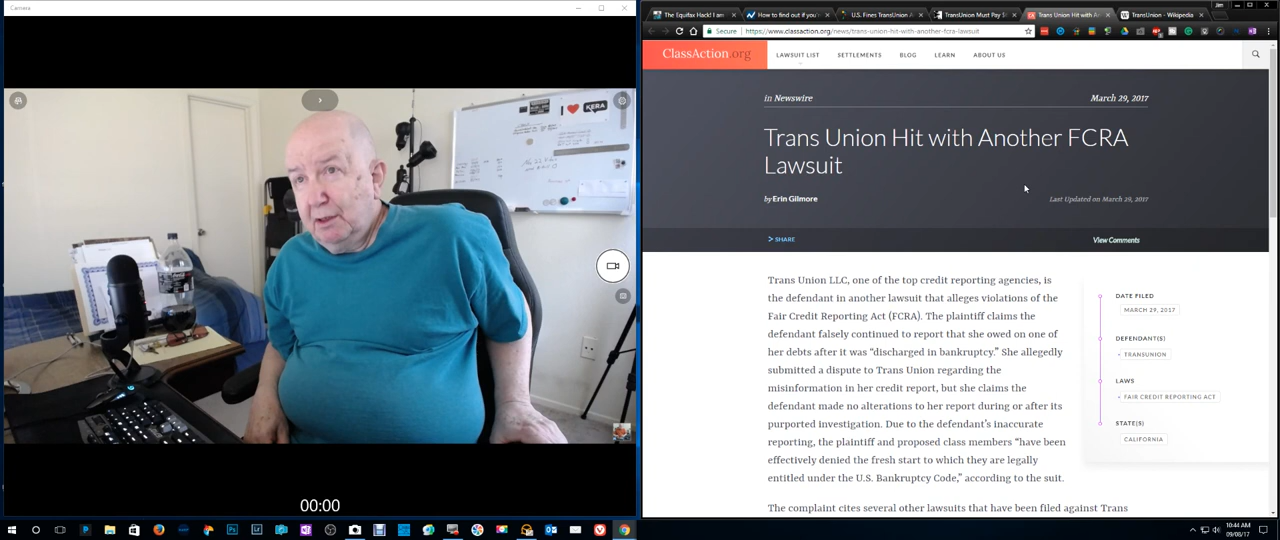 Camera
Jim
The Equifax Hack! I am
How to find out if you'
U.S. Fines TransUnion A
TransUnion Must Pay $
Trans Union Hit with An
TransUnion - Wikipedia
Secure
https://www.classaction.org/news/trans-union-hit-with-another-fcra-lawsuit
ClassAction.org
LAWSUIT LIST
SETTLEMENTS
BLOG
LEARN
ABOUT US
in Newswire
March 29, 2017
Trans Union Hit with Another FCRA
Lawsuit
by Erin Gilmore
Last Updated on March 29, 2017
> SHARE
View Comments
Trans Union LLC, one of the top credit reporting agencies, is
the defendant in another lawsuit that alleges violations of the
Fair Credit Reporting Act (FCRA). The plaintiff claims the
defendant falsely continued to report that she owed on one of
her debts after it was “discharged in bankruptcy.” She allegedly
submitted a dispute to Trans Union regarding the
misinformation in her credit report, but she claims the
defendant made no alterations to her report during or after its
purported investigation. Due to the defendant’s inaccurate
reporting, the plaintiff and proposed class members “have been
effectively denied the fresh start to which they are legally
entitled under the U.S. Bankruptcy Code,” according to the suit.
The complaint cites several other lawsuits that have been filed against Trans
DATE FILED
MARCH 29, 2017
DEFENDANT(S)
TRANSUNION
LAWS
FAIR CREDIT REPORTING ACT
STATE(S)
CALIFORNIA
I
KERA
00:00
10:44 AM
09/08/17